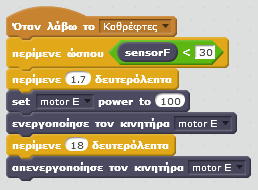 Όταν λάβω το Καθρέφτες
περίμενε ώσπου sensorF < 30
περίμενε 1.7 δευτερόλεπτα
set motor E power to 100
ενεργοποίησε τον κινητήρα motor E
περίμενε 18 δευτερόλεπτα
απενεργοποίησε τον κινητήρα motor E